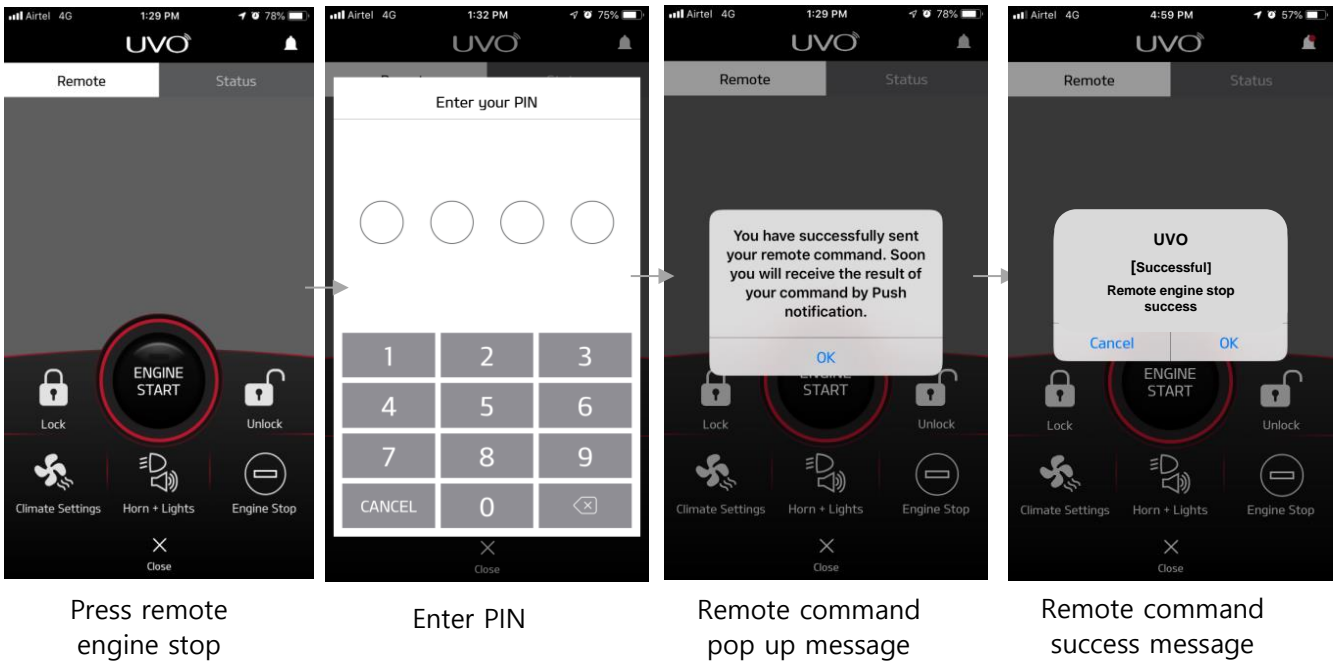 Airtel 4G 1:29 PM 78%
UVO
Remote Status
ENGINE
START
Lock
Unlock
Climate Settings Horn + Lights Engine Stop
Close
Press remote
engine stop
Airtel 4G 1:32 PM 75%
UVO
Enter your PIN
1 2 3
4 5 6
7 8 9
CANCEL 0
Close
Enter PIN
Airtel 4G 1:29 PM 78%
UVO
Remote Status
You have successfully sent
your remote command. Soon
you will receive the result of
your command by Push
notification.
OK
ENGINE
START
Lock
Unlock
Climate Settings Horn + Lights Engine Stop
Close
Remote command
pop up message
Airtel 4G 4:59 PM 57%
UVO
Remote Status
UVO
[Successful]
Remote engine stop
success
Cancel OK
ENGINE
START
Lock
Unlock
Climate Settings Horn + Lights Engine Stop
Close
Remote command
success message